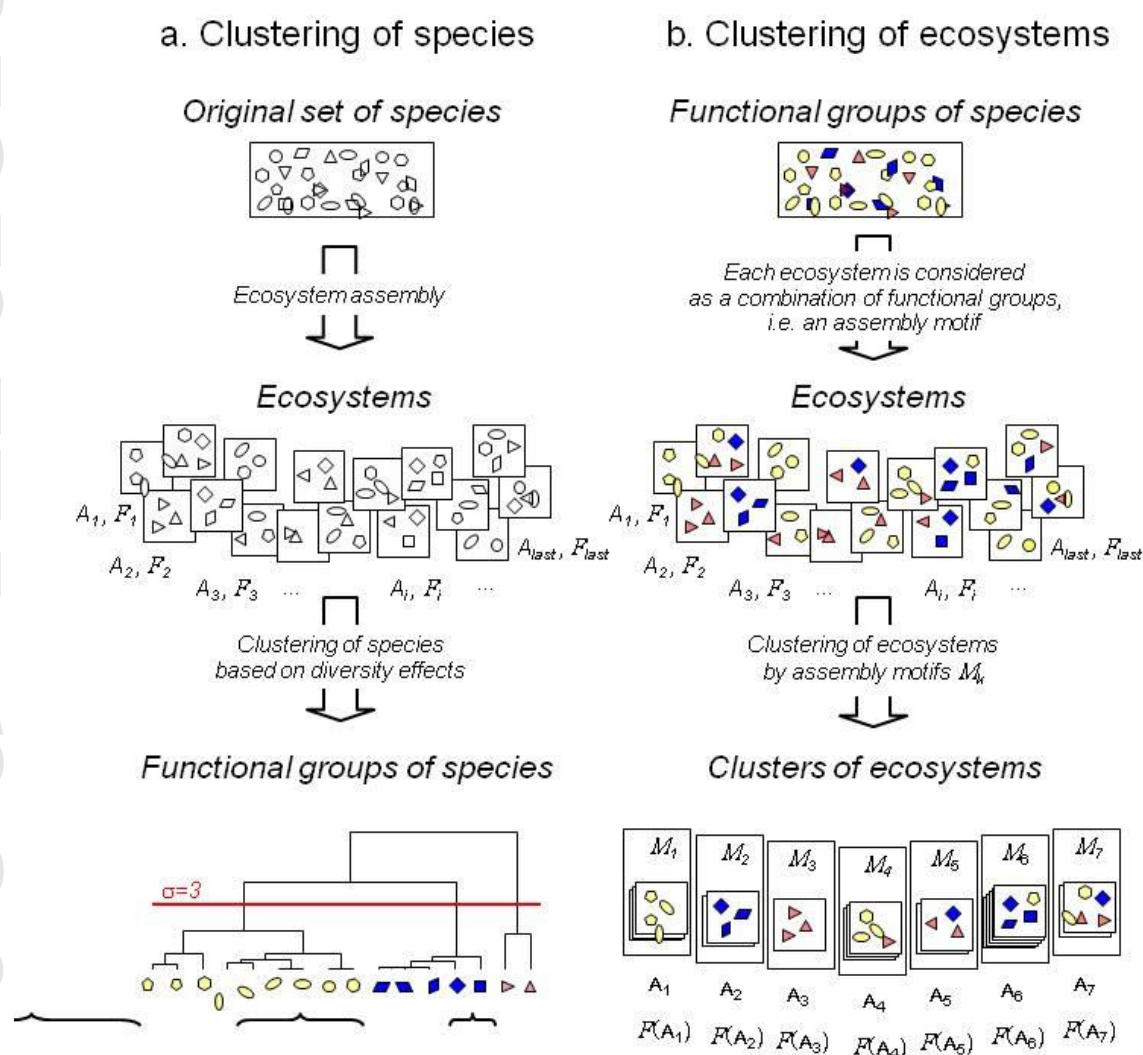 a. Clustering of species
Original set of species
Ecosystem assembly
Ecosystems
A1, F1
A2, F2
A3, F3 ...
Ai, Fi ...
Alast, Flast
Clustering of species
based on diversity effects
Functional groups of species
σ=3
b. Clustering of ecosystems
Functional groups of species
Each ecosystem is considered
as a combination of functional groups,
i.e. an assembly motif
Ecosystems
A1, F1
A2, F2
A3, F3 ...
Ai, Fi ...
Alast, Flast
Clustering of ecosystems
by assembly motifs Mk
Clusters of ecosystems
M1 M2 M3 M4 M5 M6 M7
A1 A2 A3 A4 A5 A6 A7
F(A1) F(A2) F(A3) F(A4) F(A5) F(A6) F(A7)